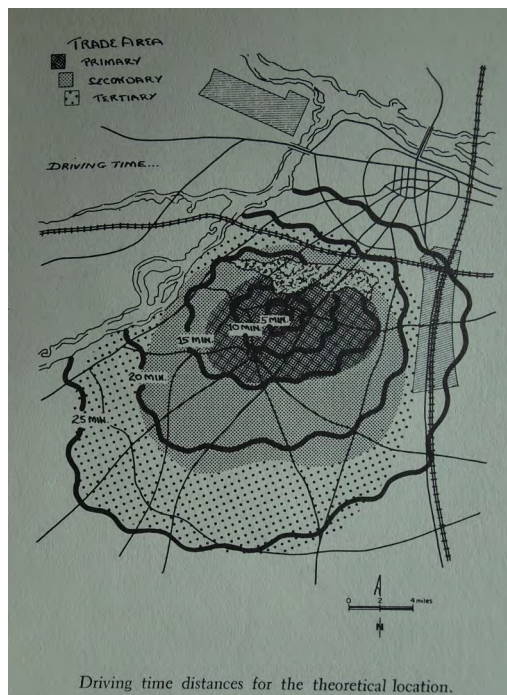 TRADE AREA
PRIMARY
SECONDARY
TERTIARY
DRIVING TIME...
5 MIN.
10 MIN.
15 MIN.
20 MIN.
25 MIN.
0 2 4 miles
N
Driving time distances for the theoretical location.